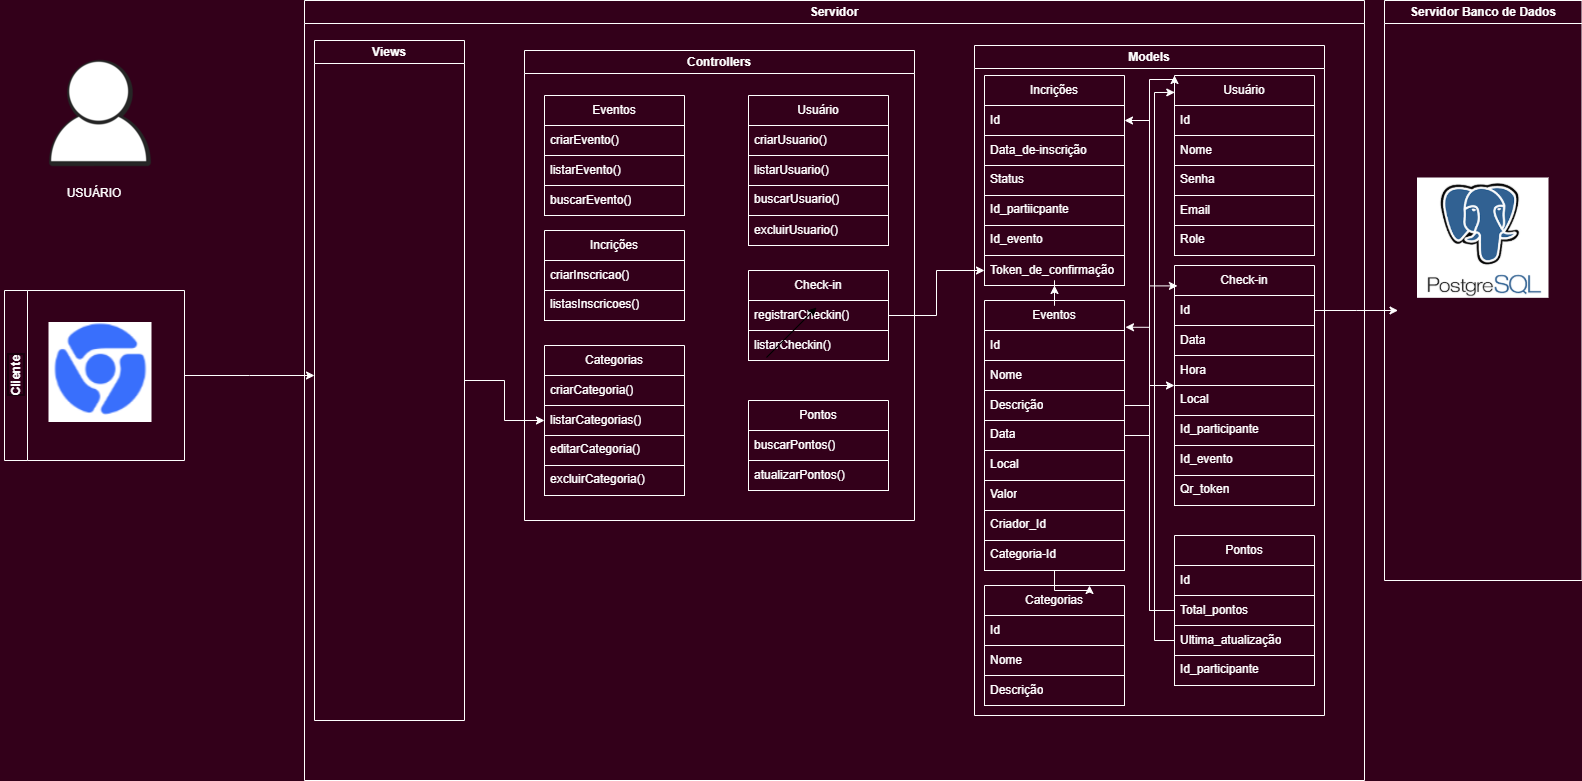 Servidor
Servidor Banco de Dados
USUÁRIO
Cliente
Views
Controllers
Eventos
criarEvento()
listarEvento()
buscarEvento()
Incrições
criarInscricao()
listasInscricoes()
Categorias
criarCategoria()
listarCategorias()
editarCategoria()
excluirCategoria()
Usuário
criarUsuario()
listarUsuario()
buscarUsuario()
excluirUsuario()
Check-in
registrarCheckin()
listarCheckin()
Pontos
buscarPontos()
atualizarPontos()
Models
Incrições
Id
Data_de-inscrição
Status
Id_partiicpante
Id_evento
Token_de_confirmação
Eventos
Id
Nome
Descrição
Data
Local
Valor
Criador_Id
Categoria-Id
Categorias
Id
Nome
Descrição
Usuário
Id
Nome
Senha
Email
Role
Check-in
Id
Data
Hora
Local
Id_participante
Id_evento
Qr_token
Pontos
Id
Total_pontos
Ultima_atualização
Id_participante
PostgreSQL